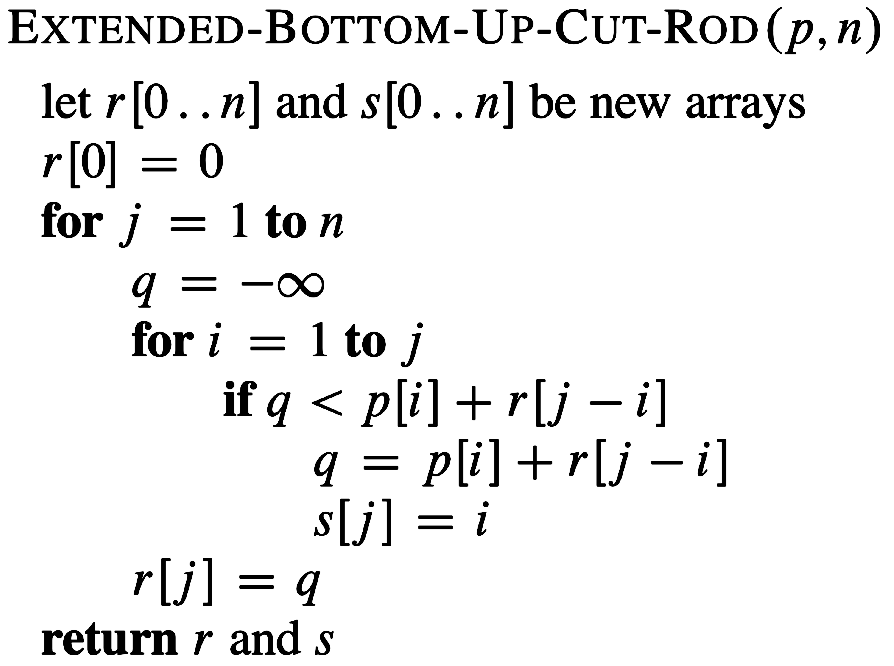 EXTENDED-BOTTOM-UP-CUT-ROD(p, n)
let r[0 . . n] and s[0 . . n] be new arrays
r[0] = 0
for j = 1 to n
q = −∞
for i = 1 to j
if q < p[i] + r[j − i]
q = p[i] + r[j − i]
s[j] = i
r[j] = q
return r and s